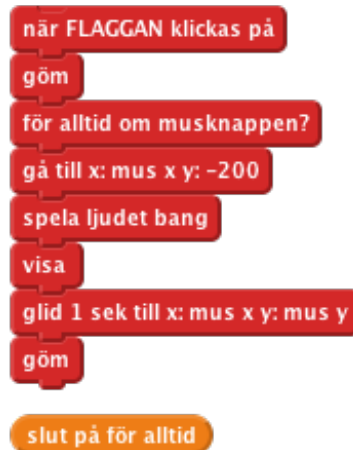 när FLAGGAN klickas på
göm
för alltid om musknappen?
gå till x: mus x y: -200
spela ljudet bang
visa
glid 1 sek till x: mus x y: mus y
göm
slut på för alltid